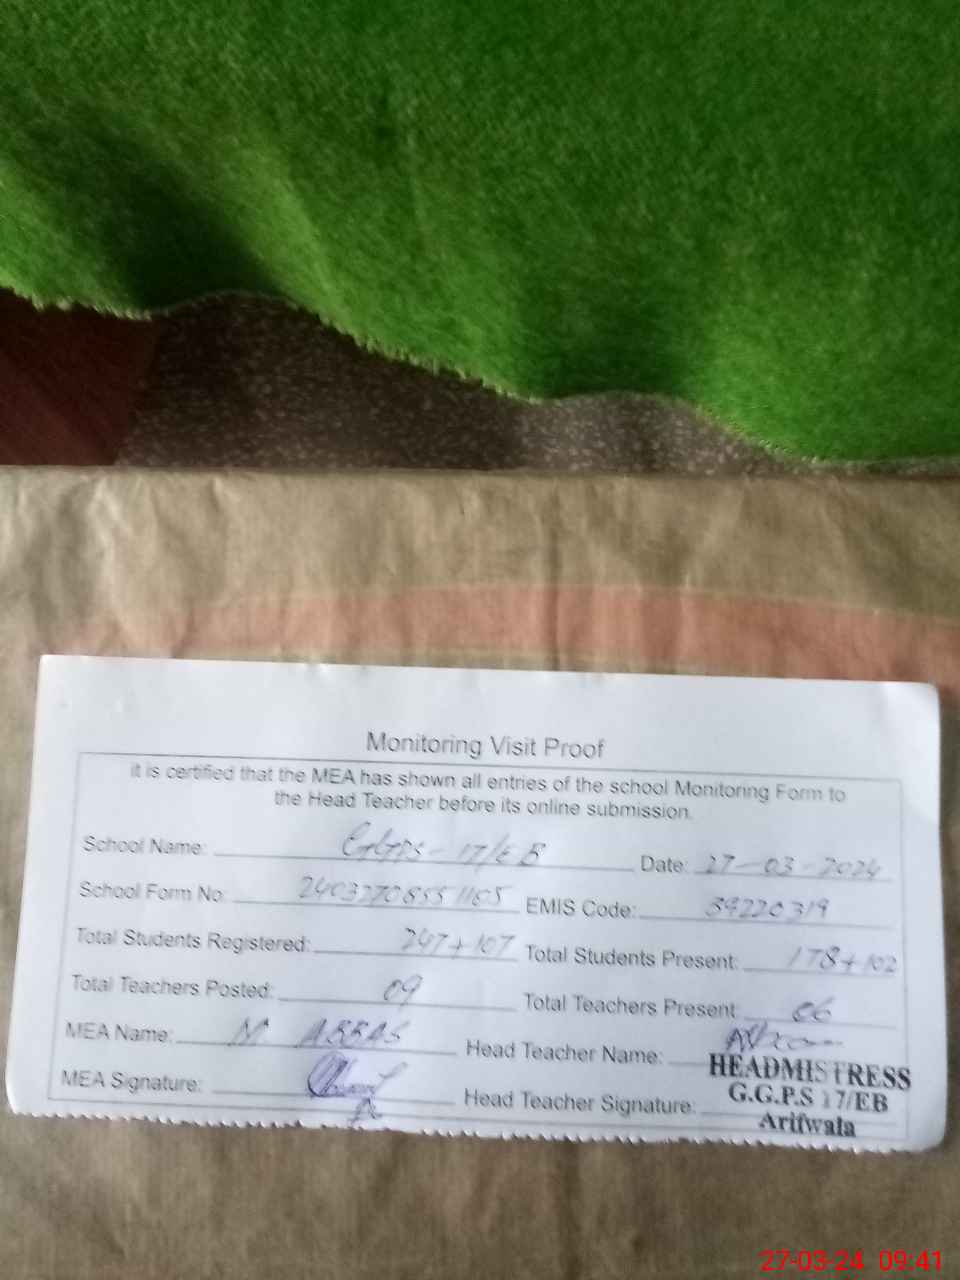 Monitoring Visit Proof
it is certified that the MEA has shown all entries of the school Monitoring Form to
the Head Teacher before its online submission.
School Name: GGPS-17/EB Date: 27-03-2024
School Form No: 24032708551105 EMIS Code: 39220319
Total Students Registered: 247+107 Total Students Present: 178+102
Total Teachers Posted: 09 Total Teachers Present: 06
MEA Name: M ABBAS Head Teacher Name:
HEADMISTRESS
MEA Signature: Head Teacher Signature: G.G.P.S 17/EB
Arifwala
27-03-24 09:41